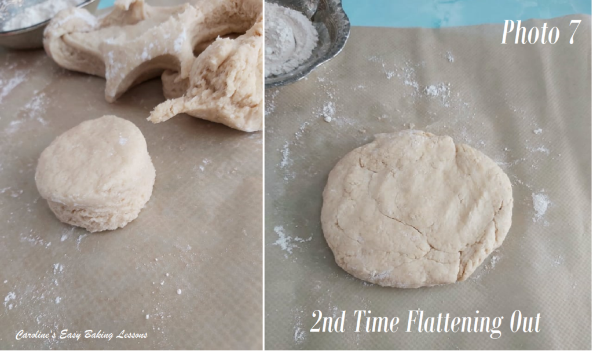 Photo 7
Caroline's Easy Baking Lessons
2nd Time Flattening Out